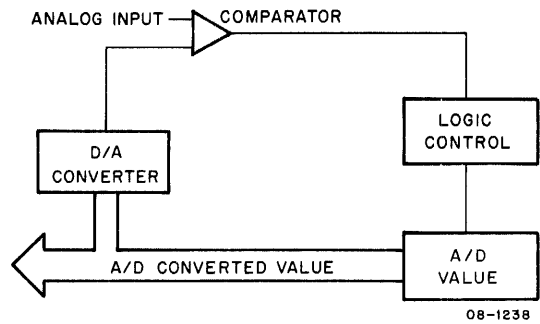 ANALOG INPUT
COMPARATOR
LOGIC
CONTROL
D/A
CONVERTER
A/D CONVERTED VALUE
A/D
VALUE
08-1238